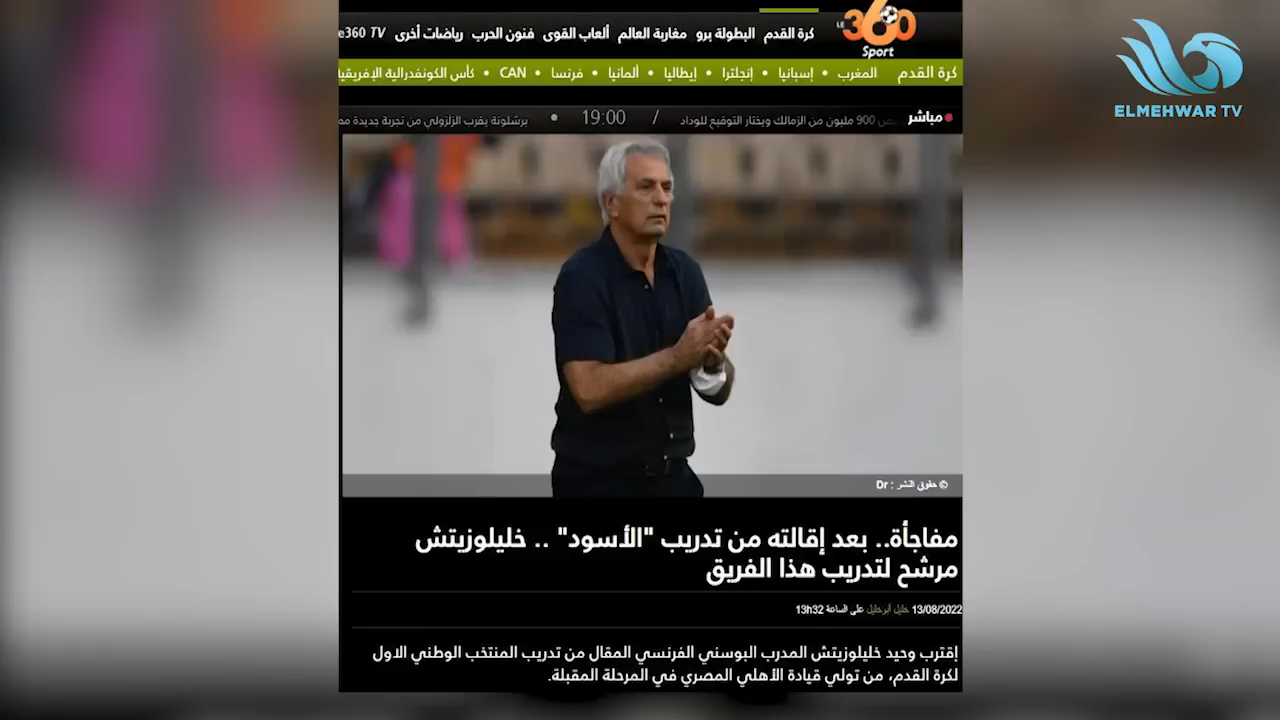 LE 360 Sport
كرة القدم البطولة برو مغاربة العالم ألعاب القوى فنون الحرب رياضات أخرى e360 TV
كرة القدم المغرب • إسبانيا • إنجلترا • إيطاليا • ألمانيا • فرنسا • CAN • كأس الكونفدرالية الإفريقية
ELMEHWAR TV
مباشر 900 مليون من الزمالك ويختار التوقيع للوداد / 19:00 • برشلونة يقرب الزلزولي من تجربة جديدة
© حقوق النشر : Dr
مفاجأة.. بعد إقالته من تدريب "الأسود" .. خليلوزيتش
مرشح لتدريب هذا الفريق
13/08/2022 خليل أبوخليل على الساعة 13h32
إقترب وحيد خليلوزيتش المدرب البوسني الفرنسي المقال من تدريب المنتخب الوطني الاول
لكرة القدم، من تولي قيادة الأهلي المصري في المرحلة المقبلة.